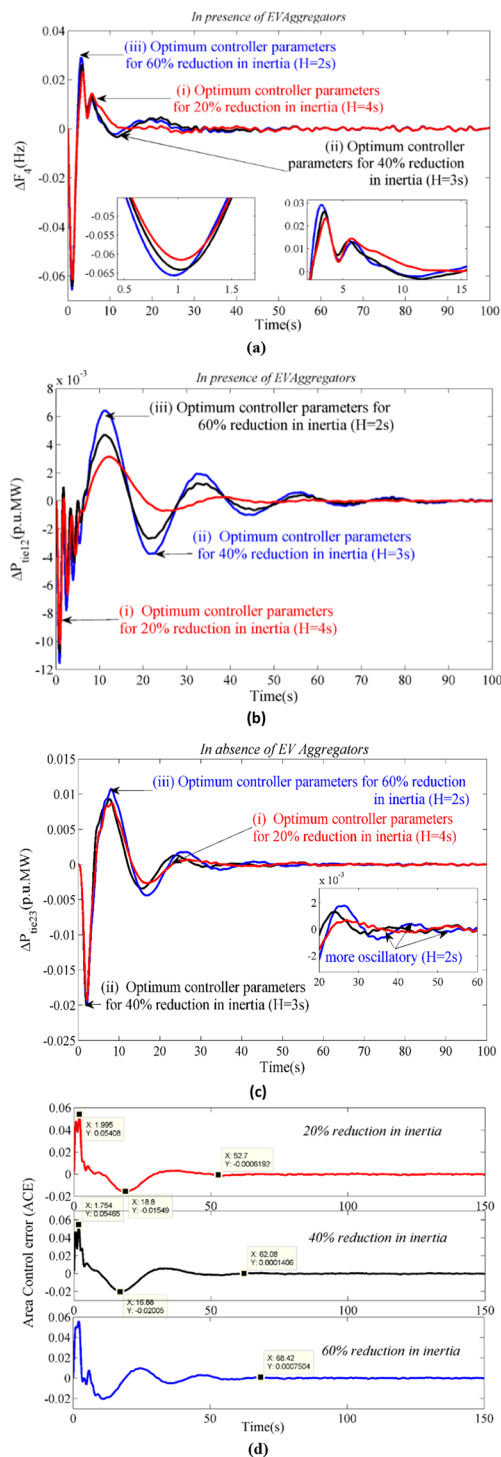 In presence of EVAggregators
0.04
0.02
0
-0.02
-0.04
-0.06
ΔF4(Hz)
(iii) Optimum controller parameters
for 60% reduction in inertia (H=2s)
(i) Optimum controller parameters
for 20% reduction in inertia (H=4s)
(ii) Optimum controller
parameters for 40% reduction
in inertia (H=3s)
-0.055
-0.06
-0.065
0.5 1 1.5
0.03
0.02
0.01
0
5 10 15
0 10 20 30 40 50 60 70 80 90 100
Time(s)
(a)
In presence of EVAggregators
x 10-3
8
6
4
2
0
-2
-4
-6
-8
-10
-12
ΔPtie12(p.u.MW)
(iii) Optimum controller parameters for
60% reduction in inertia (H=2s)
(ii) Optimum controller parameters
for 40% reduction in inertia (H=3s)
(i) Optimum controller parameters
for 20% reduction in inertia (H=4s)
0 10 20 30 40 50 60 70 80 90 100
Time(s)
(b)
In absence of EV Aggregators
0.015
0.01
0.005
0
-0.005
-0.01
-0.015
-0.02
-0.025
ΔPtie23(p.u.MW)
(iii) Optimum controller parameters for 60% reduction
in inertia (H=2s)
(i) Optimum controller parameters
for 20% reduction in inertia (H=4s)
x 10-3
2
0
-2
more oscillatory (H=2s)
20 30 40 50 60
(ii) Optimum controller parameters
for 40% reduction in inertia (H=3s)
0 10 20 30 40 50 60 70 80 90 100
Time(s)
(c)
Area Control error (ACE)
0.06
0.04
0.02
0
-0.02
X: 1.995
Y: 0.05408
20% reduction in inertia
X: 52.7
Y: -0.0006192
X: 18.8
Y: -0.01549
0 50 100 150
0.06
0.04
0.02
0
-0.02
X: 1.754
Y: 0.05465
40% reduction in inertia
X: 62.08
Y: 0.0001406
X: 16.88
Y: -0.02005
0 50 100 150
0.06
0.04
0.02
0
-0.02
60% reduction in inertia
X: 68.42
Y: 0.0007504
0 50 100 150
Time(s)
(d)